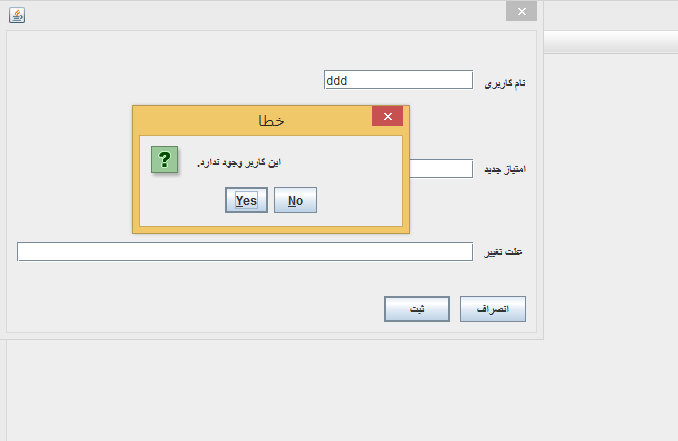 نام کاربری
ddd
خطا
?
این کاربر وجود ندارد.
Yes No
امتیاز جدید
علت تغییر
انصراف ثبت